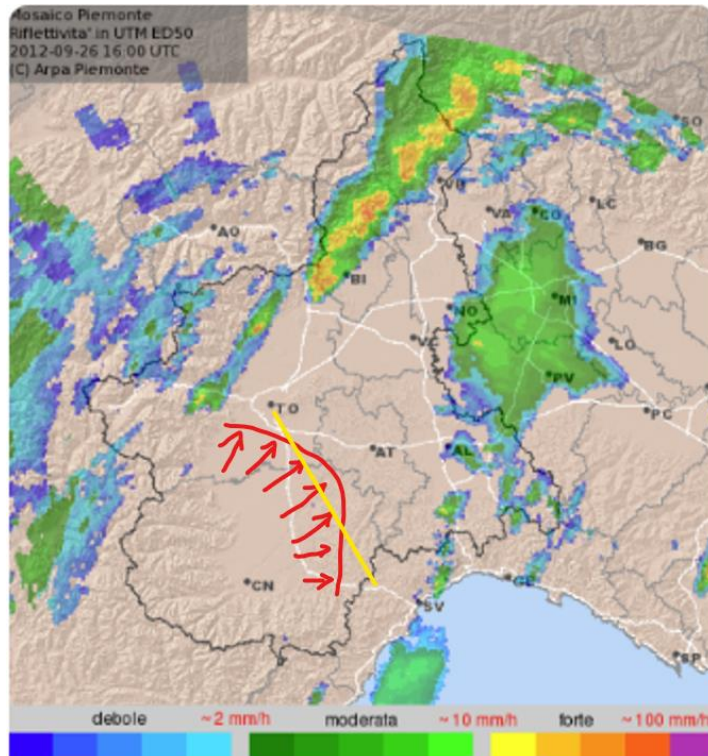 Mosaico Piemonte
Riflettivita' in UTM ED50
2012-09-26 16:00 UTC
(C) Arpa Piemonte
SO
VB
VA
CO
LC
AO
BG
BI
MI
NO
VC
LO
PV
TO
PC
AT
AL
CN
GE
SV
SP
debole ~2 mm/h moderata ~10 mm/h forte ~100 mm/h